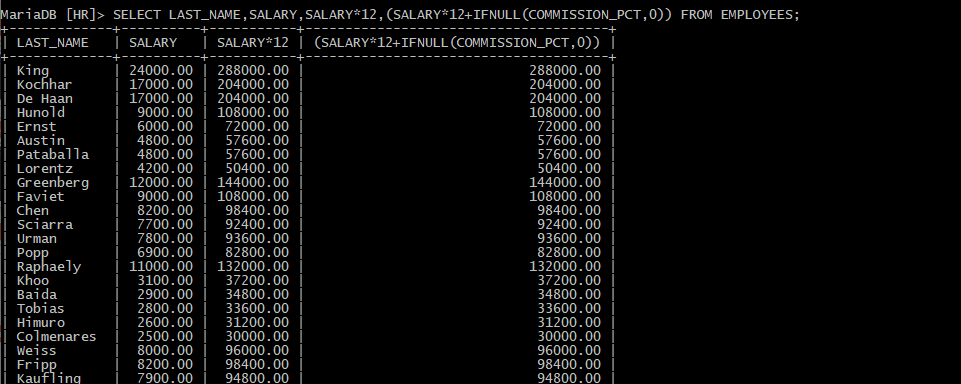 MariaDB [HR]> SELECT LAST_NAME,SALARY,SALARY*12,(SALARY*12+IFNULL(COMMISSION_PCT,0)) FROM EMPLOYEES;
+-------------+----------+-----------+--------------------------------------+
| LAST_NAME | SALARY | SALARY*12 | (SALARY*12+IFNULL(COMMISSION_PCT,0)) |
+-------------+----------+-----------+--------------------------------------+
| King | 24000.00 | 288000.00 | 288000.00 |
| Kochhar | 17000.00 | 204000.00 | 204000.00 |
| De Haan | 17000.00 | 204000.00 | 204000.00 |
| Hunold | 9000.00 | 108000.00 | 108000.00 |
| Ernst | 6000.00 | 72000.00 | 72000.00 |
| Austin | 4800.00 | 57600.00 | 57600.00 |
| Pataballa | 4800.00 | 57600.00 | 57600.00 |
| Lorentz | 4200.00 | 50400.00 | 50400.00 |
| Greenberg | 12000.00 | 144000.00 | 144000.00 |
| Faviet | 9000.00 | 108000.00 | 108000.00 |
| Chen | 8200.00 | 98400.00 | 98400.00 |
| Sciarra | 7700.00 | 92400.00 | 92400.00 |
| Urman | 7800.00 | 93600.00 | 93600.00 |
| Popp | 6900.00 | 82800.00 | 82800.00 |
| Raphaely | 11000.00 | 132000.00 | 132000.00 |
| Khoo | 3100.00 | 37200.00 | 37200.00 |
| Baida | 2900.00 | 34800.00 | 34800.00 |
| Tobias | 2800.00 | 33600.00 | 33600.00 |
| Himuro | 2600.00 | 31200.00 | 31200.00 |
| Colmenares | 2500.00 | 30000.00 | 30000.00 |
| Weiss | 8000.00 | 96000.00 | 96000.00 |
| Fripp | 8200.00 | 98400.00 | 98400.00 |
| Kaufling | 7900.00 | 94800.00 | 94800.00 |